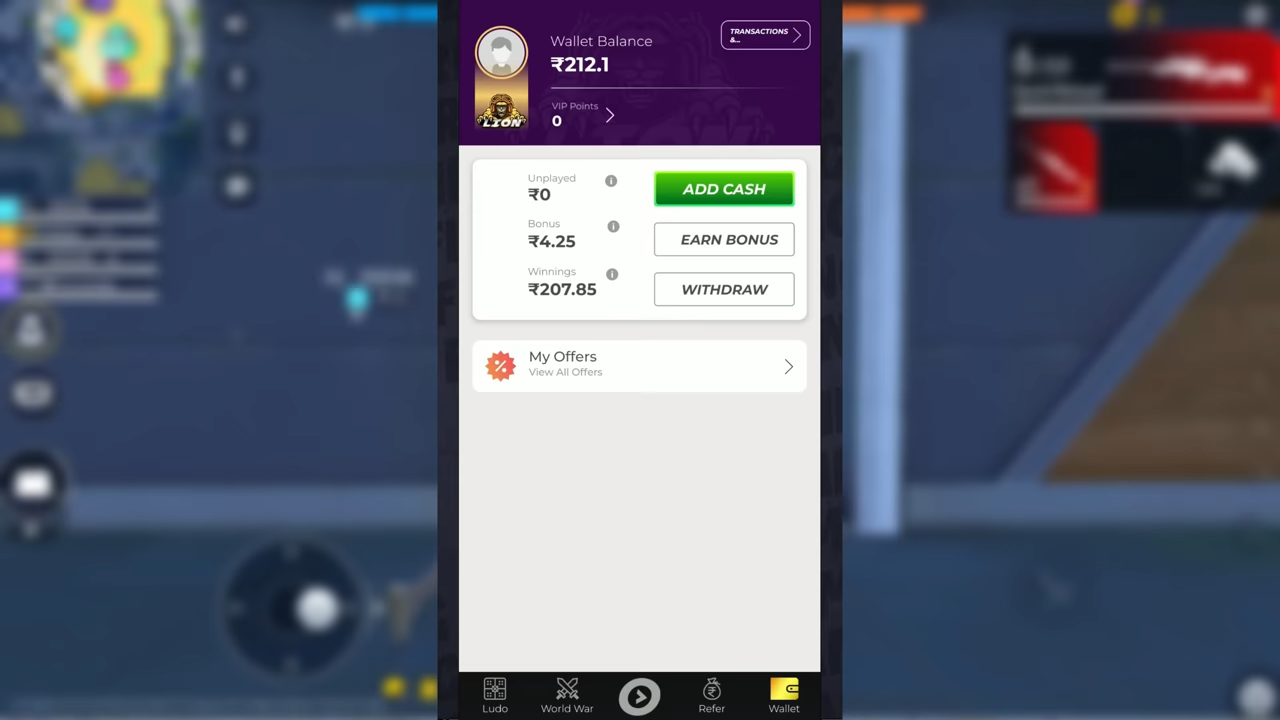 Wallet Balance
₹212.1
TRANSACTIONS
&...
VIP Points
0
LION
Unplayed
₹0
ADD CASH
Bonus
₹4.25
EARN BONUS
Winnings
₹207.85
WITHDRAW
My Offers
View All Offers
Ludo
World War
Refer
Wallet